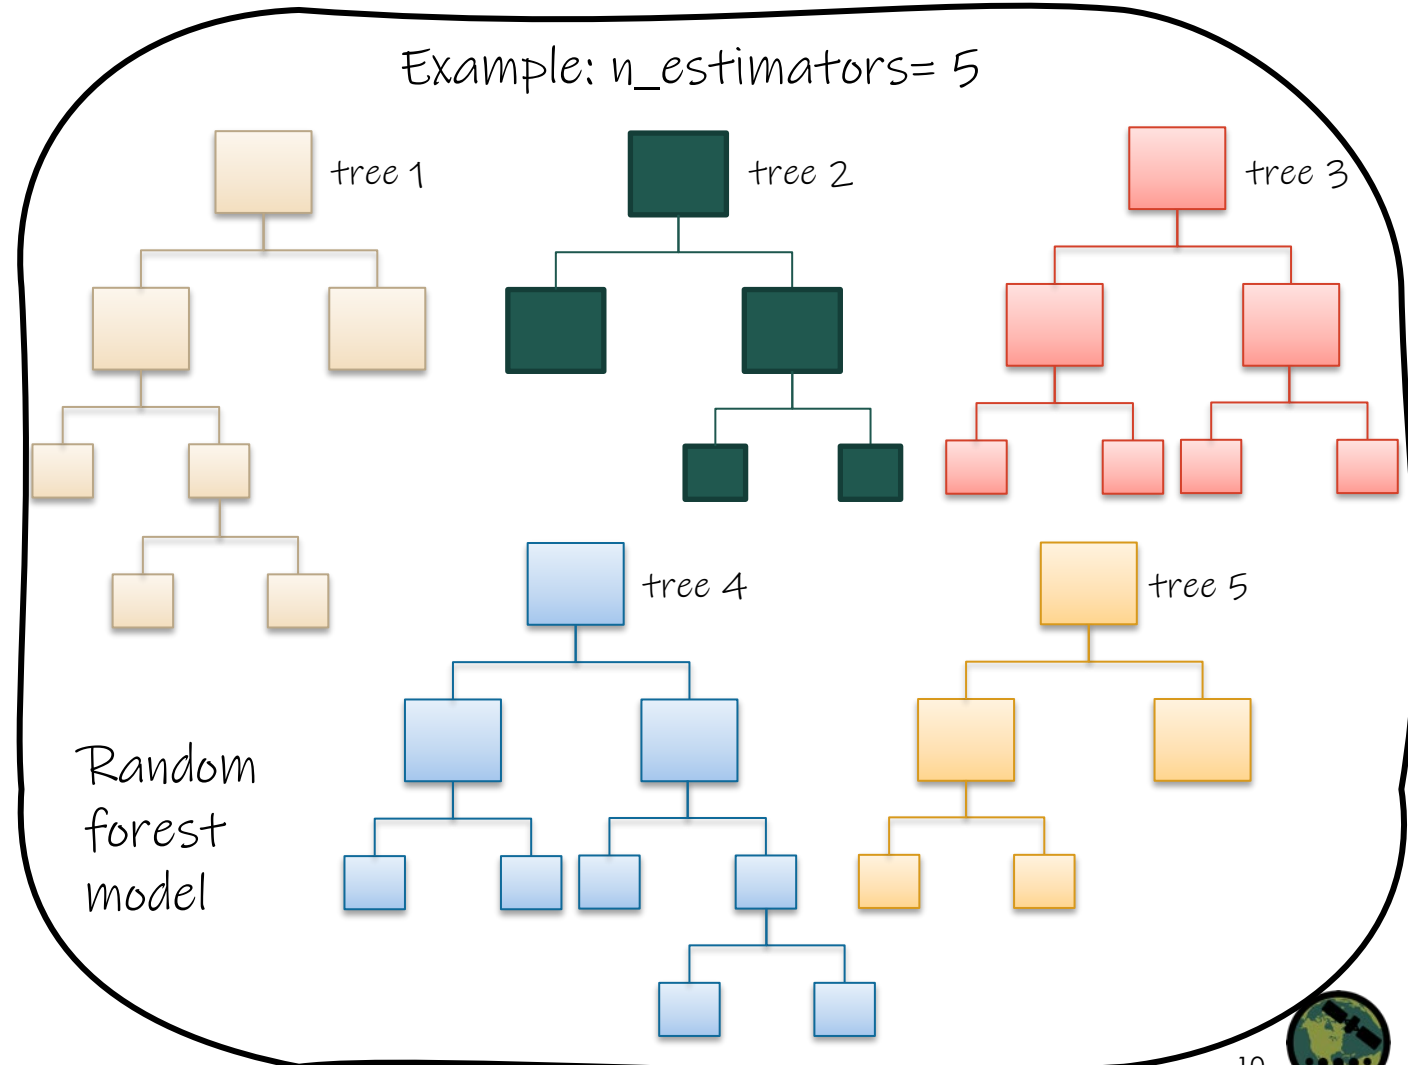 Example: n_estimators= 5
tree 1
tree 2
tree 3
tree 4
tree 5
Random
forest
model